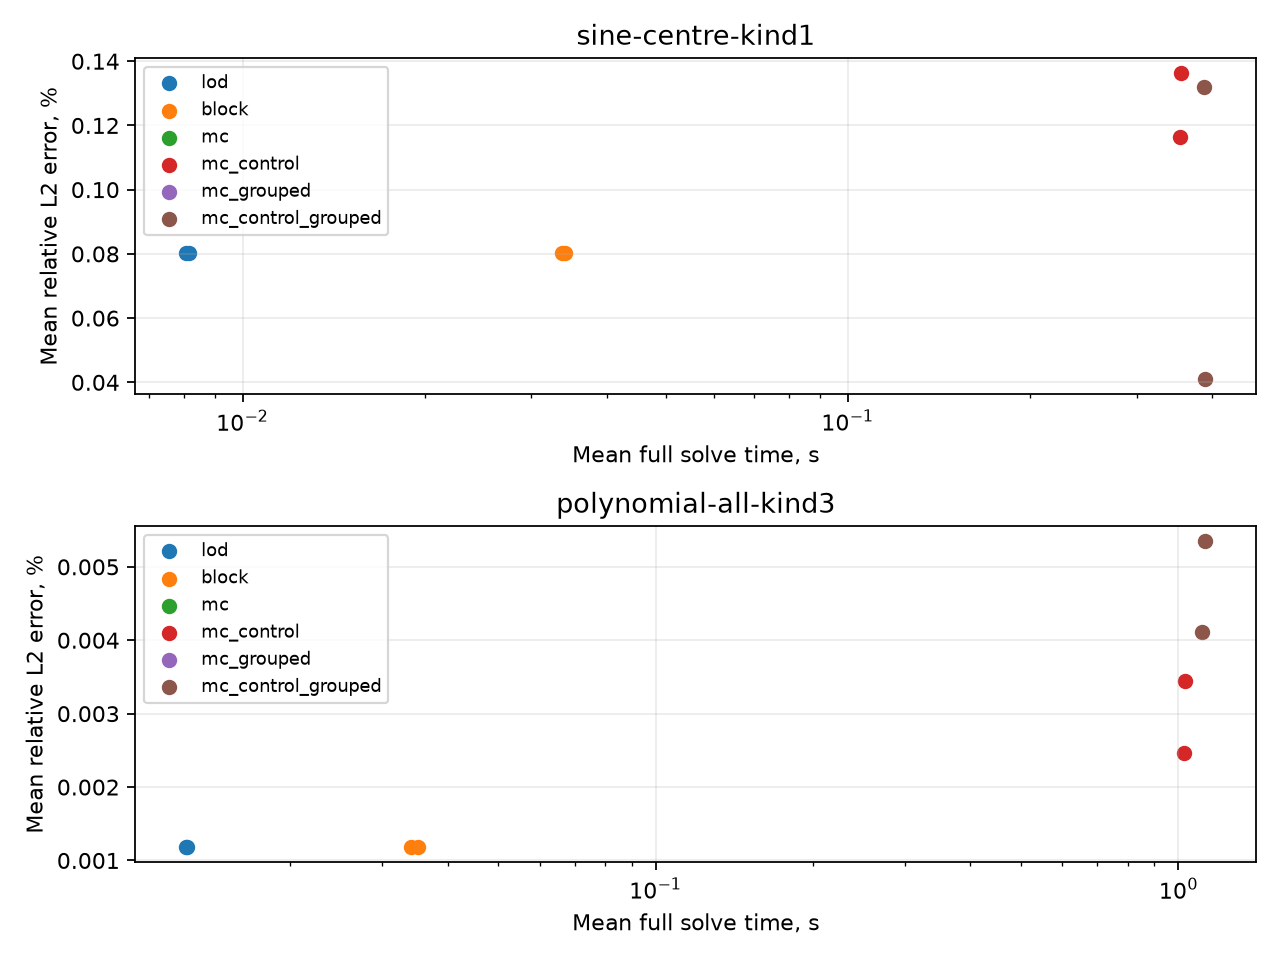 sine-centre-kind1
Mean relative L2 error, %
0.14
0.12
0.10
0.08
0.06
0.04
lod
block
mc
mc_control
mc_grouped
mc_control_grouped
10⁻² 10⁻¹
Mean full solve time, s
polynomial-all-kind3
Mean relative L2 error, %
0.005
0.004
0.003
0.002
0.001
lod
block
mc
mc_control
mc_grouped
mc_control_grouped
10⁻¹ 10⁰
Mean full solve time, s